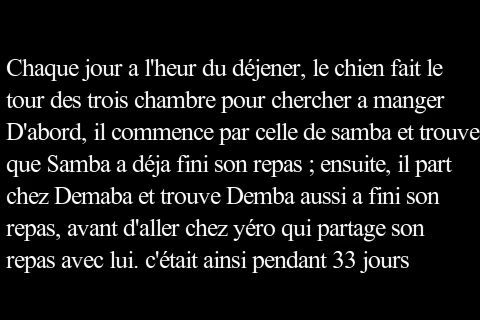 Chaque jour a l'heur du déjener, le chien fait le
tour des trois chambre pour chercher a manger
D'abord, il commence par celle de samba et trouve
que Samba a déja fini son repas ; ensuite, il part
chez Demaba et trouve Demba aussi a fini son
repas, avant d'aller chez yéro qui partage son
repas avec lui. c'était ainsi pendant 33 jours